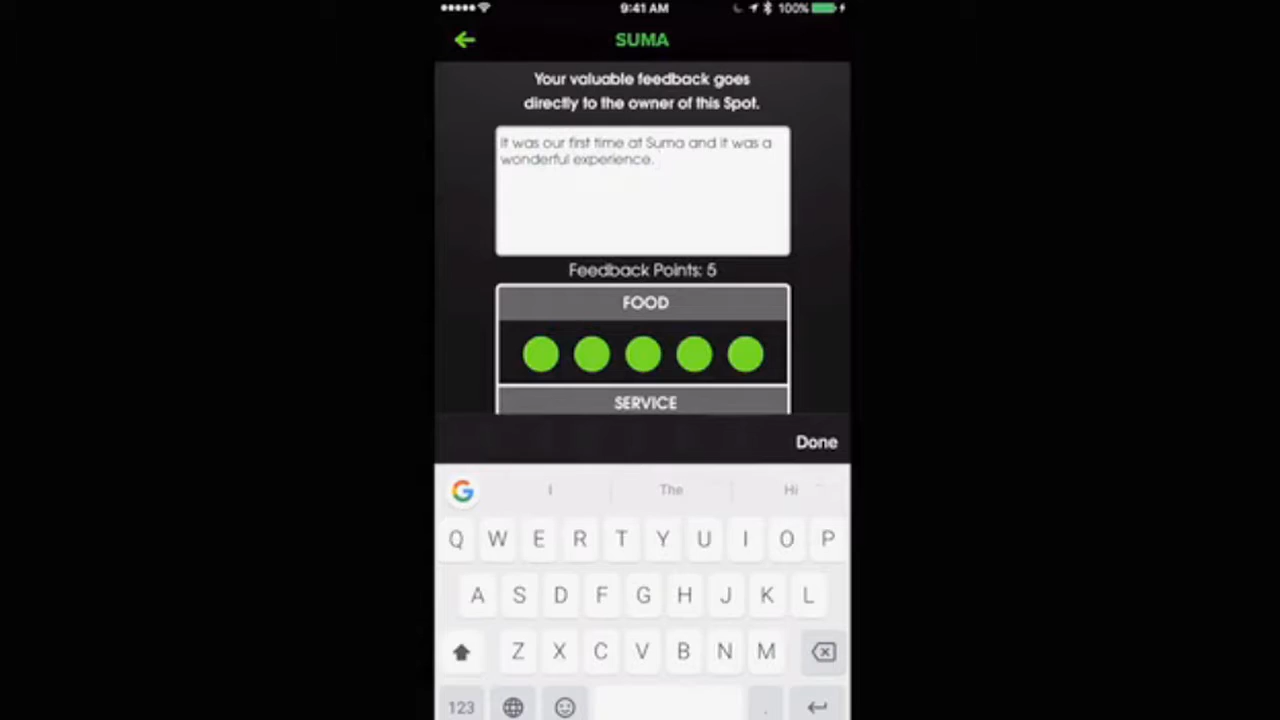 9:41 AM 100%
SUMA
Your valuable feedback goes
directly to the owner of this Spot.
It was our first time at Suma and it was a
wonderful experience.
Feedback Points: 5
FOOD
SERVICE
Done
G I The Hi
Q W E R T Y U I O P
A S D F G H J K L
Z X C V B N M
123 .